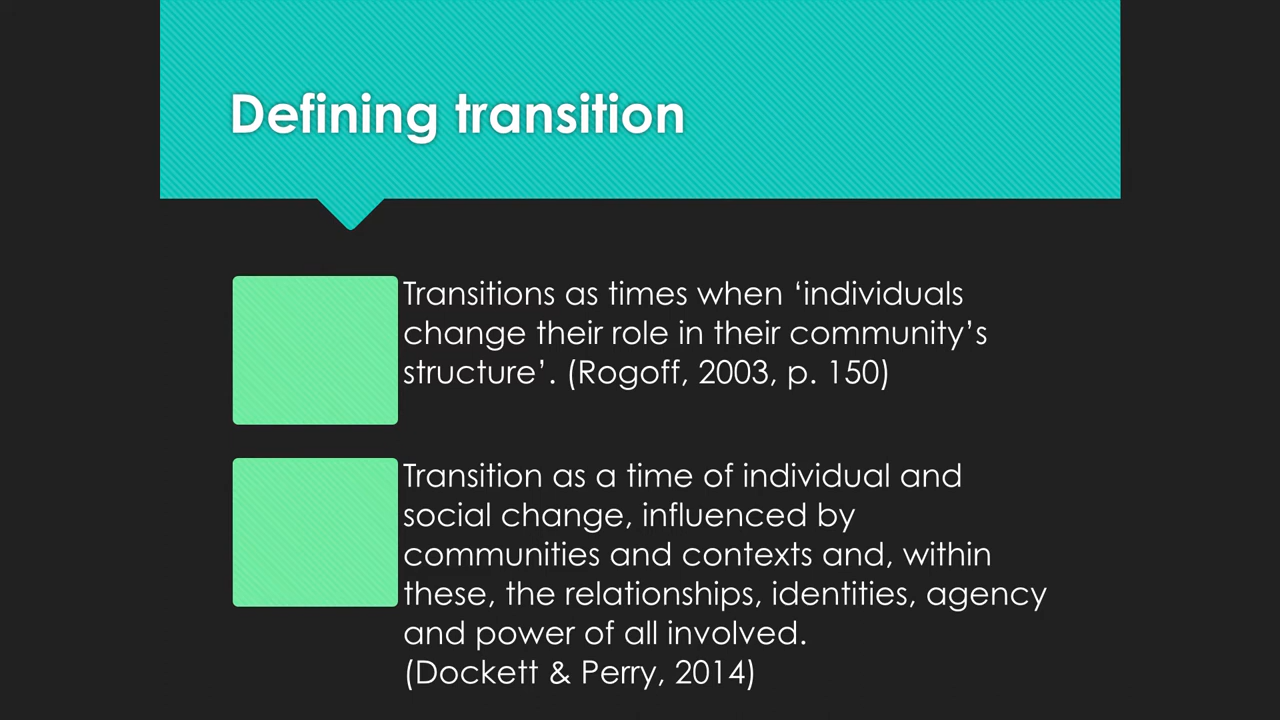 Defining transition
Transitions as times when ‘individuals
change their role in their community’s
structure’. (Rogoff, 2003, p. 150)
Transition as a time of individual and
social change, influenced by
communities and contexts and, within
these, the relationships, identities, agency
and power of all involved.
(Dockett & Perry, 2014)